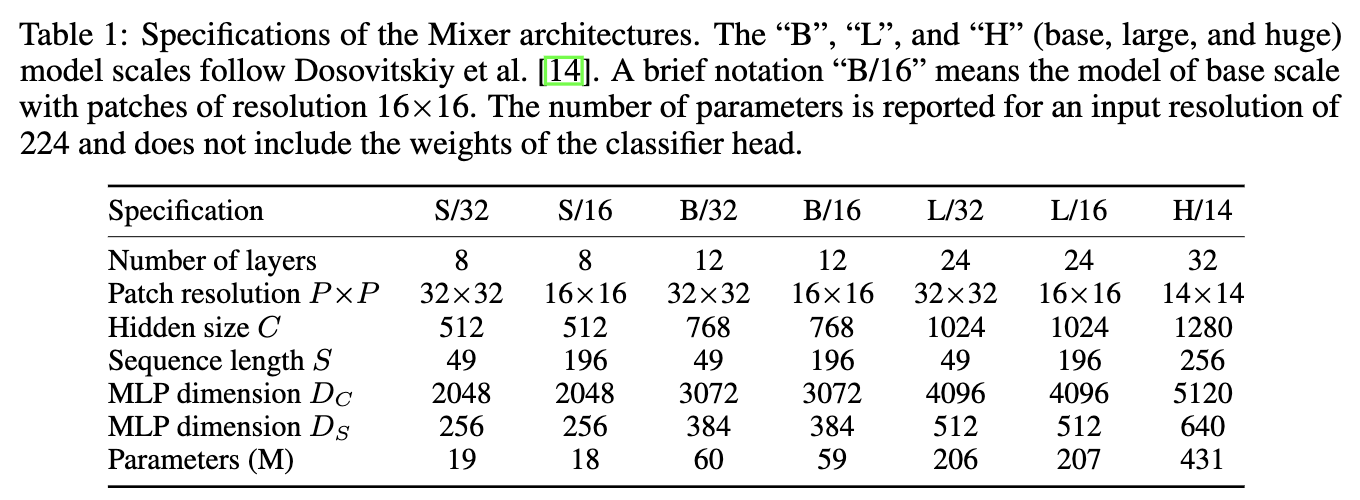 Table 1: Specifications of the Mixer architectures. The “B”, “L”, and “H” (base, large, and huge)
model scales follow Dosovitskiy et al. [14]. A brief notation “B/16” means the model of base scale
with patches of resolution 16×16. The number of parameters is reported for an input resolution of
224 and does not include the weights of the classifier head.
Specification S/32 S/16 B/32 B/16 L/32 L/16 H/14
Number of layers 8 8 12 12 24 24 32
Patch resolution P×P 32×32 16×16 32×32 16×16 32×32 16×16 14×14
Hidden size C 512 512 768 768 1024 1024 1280
Sequence length S 49 196 49 196 49 196 256
MLP dimension D_C 2048 2048 3072 3072 4096 4096 5120
MLP dimension D_S 256 256 384 384 512 512 640
Parameters (M) 19 18 60 59 206 207 431